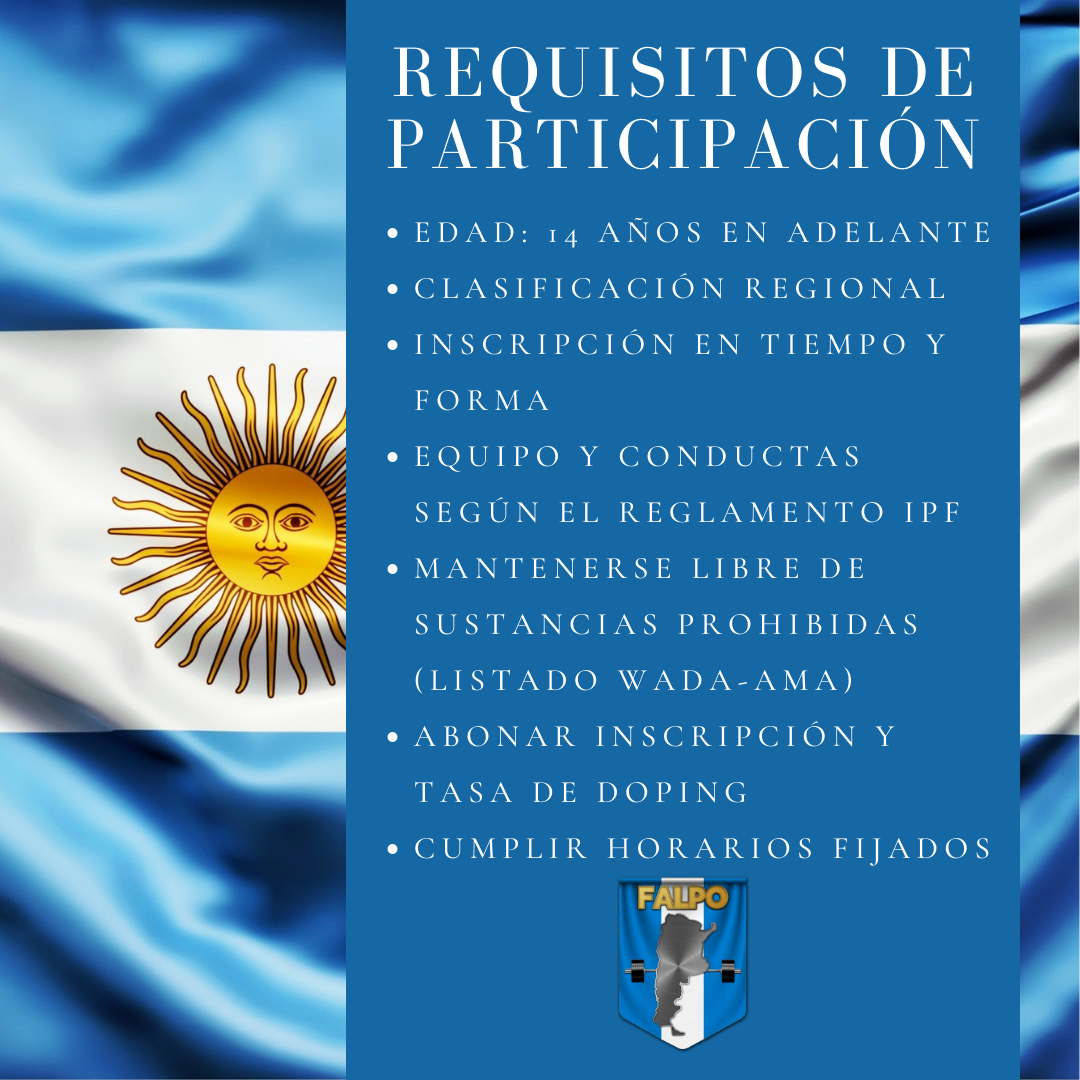 REQUISITOS DE
PARTICIPACIÓN
• EDAD: 14 AÑOS EN ADELANTE
• CLASIFICACIÓN REGIONAL
• INSCRIPCIÓN EN TIEMPO Y
FORMA
• EQUIPO Y CONDUCTAS
SEGÚN EL REGLAMENTO IPF
• MANTENERSE LIBRE DE
SUSTANCIAS PROHIBIDAS
(LISTADO WADA-AMA)
• ABONAR INSCRIPCIÓN Y
TASA DE DOPING
• CUMPLIR HORARIOS FIJADOS
FALPO